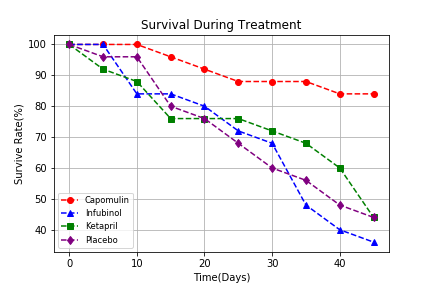 Survival During Treatment
100
90
80
70
60
50
40
Survive Rate(%)
Capomulin
Infubinol
Ketapril
Placebo
0
10
20
30
40
Time(Days)